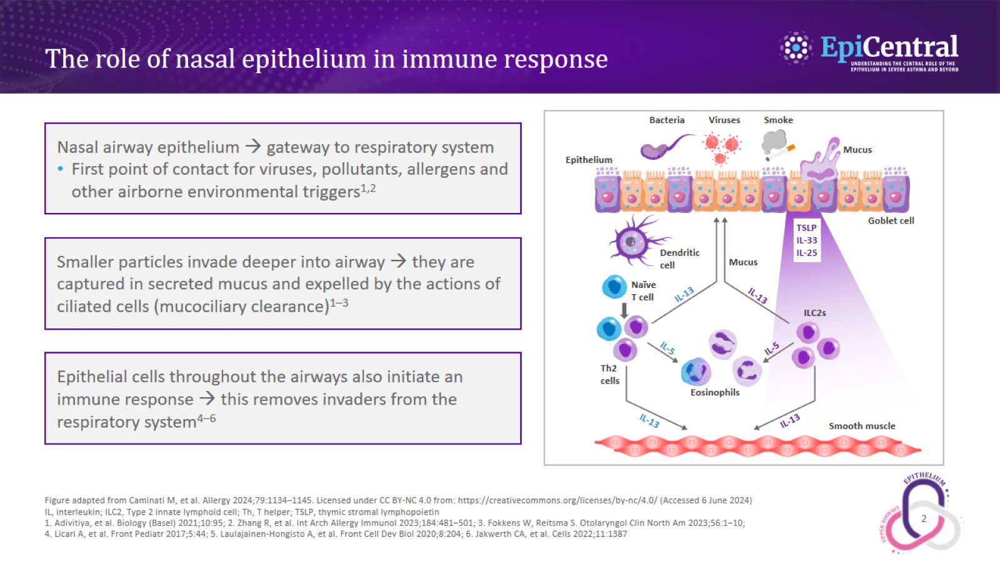 The role of nasal epithelium in immune response
EpiCentral
UNDERSTANDING THE CENTRAL ROLE OF THE
EPITHELIUM IN SEVERE ASTHMA AND BEYOND
Nasal airway epithelium → gateway to respiratory system
• First point of contact for viruses, pollutants, allergens and
other airborne environmental triggers1,2
Smaller particles invade deeper into airway → they are
captured in secreted mucus and expelled by the actions of
ciliated cells (mucociliary clearance)1–3
Epithelial cells throughout the airways also initiate an
immune response → this removes invaders from the
respiratory system4–6
Bacteria
Viruses
Smoke
Mucus
Epithelium
Goblet cell
TSLP
IL-33
IL-25
Dendritic
cell
Mucus
Naïve
T cell
IL-13
IL-13
ILC2s
IL-5
IL-5
Th2
cells
Eosinophils
IL-13
IL-13
Smooth muscle
Figure adapted from Caminati M, et al. Allergy 2024;79:1134–1145. Licensed under CC BY-NC 4.0 from: https://creativecommons.org/licenses/by-nc/4.0/ (Accessed 6 June 2024)
IL, interleukin; ILC2, Type 2 innate lymphoid cell; Th, T helper; TSLP, thymic stromal lymphopoietin
1. Adivitiya, et al. Biology (Basel) 2021;10:95; 2. Zhang R, et al. Int Arch Allergy Immunol 2023;184:481–501; 3. Fokkens W, Reitsma S. Otolaryngol Clin North Am 2023;56:1–10;
4. Licari A, et al. Front Pediatr 2017;5:44; 5. Laulajainen-Hongisto A, et al. Front Cell Dev Biol 2020;8:204; 6. Jakwerth CA, et al. Cells 2022;11:1387
EPITHELIUM
UPPER AIRWAYS
2